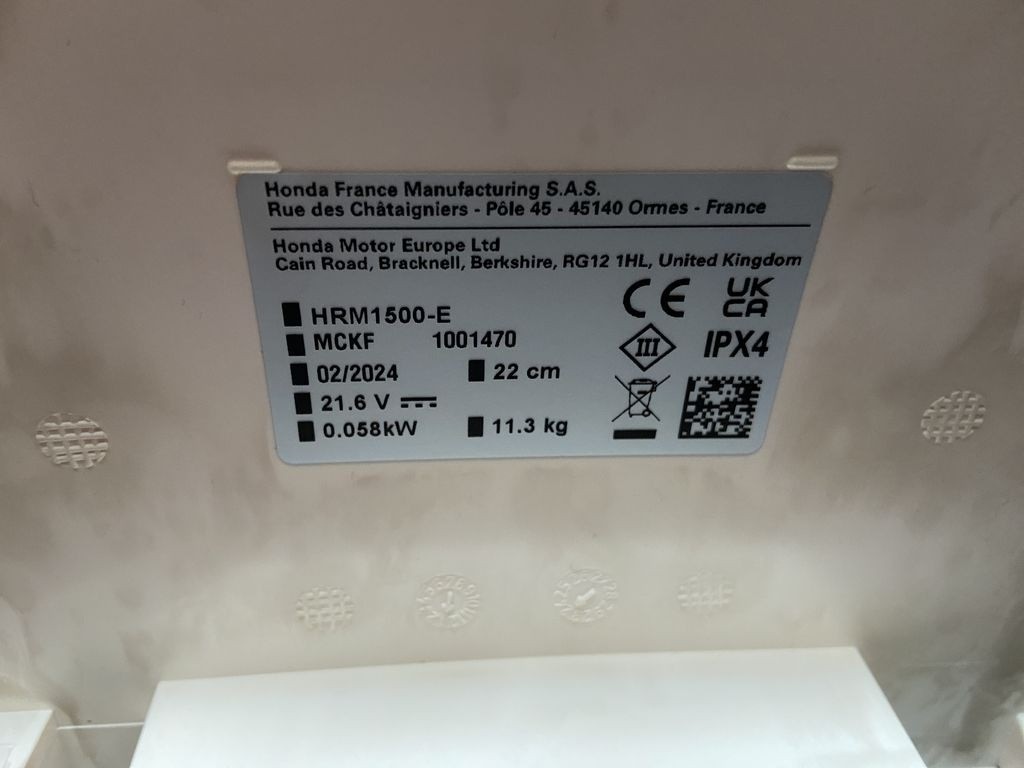 Honda France Manufacturing S.A.S.
Rue des Châtaigniers - Pôle 45 - 45140 Ormes - France
Honda Motor Europe Ltd
Cain Road, Bracknell, Berkshire, RG12 1HL, United Kingdom
CE UK CA
HRM1500-E
MCKF 1001470
III IPX4
02/2024 22 cm
21.6 V
0.058kW 11.3 kg